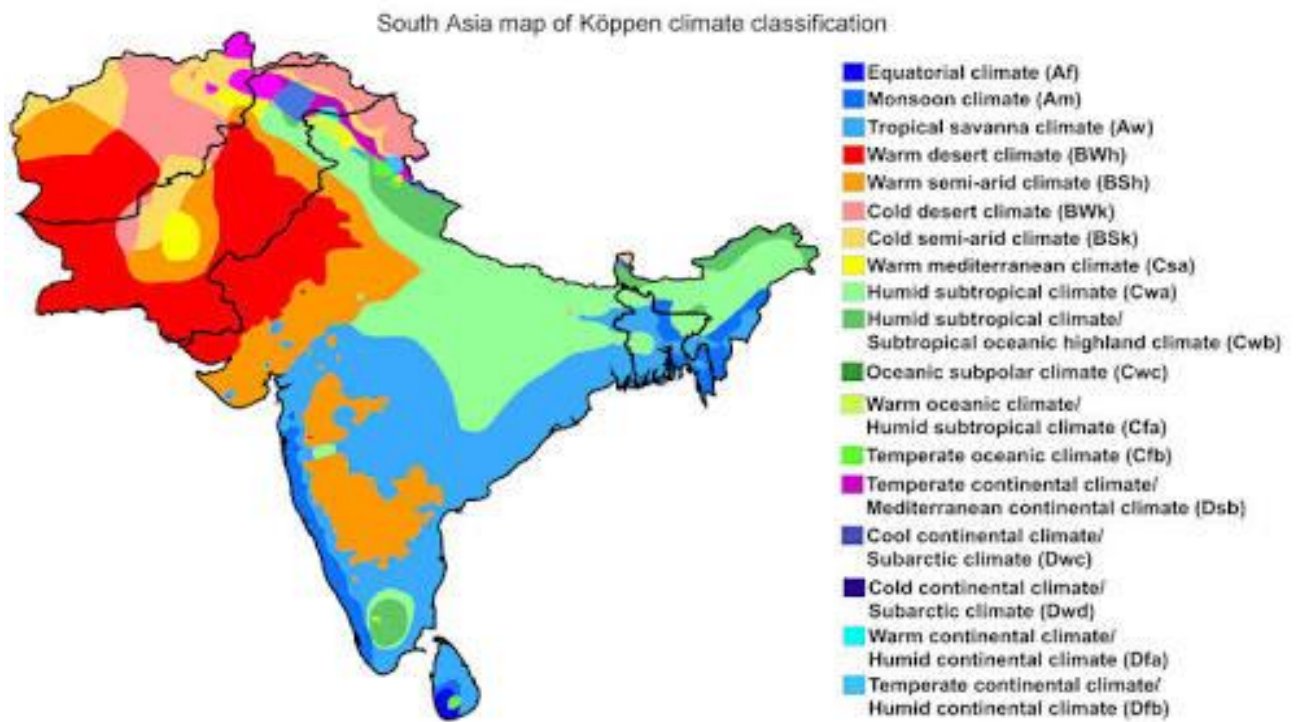 South Asia map of Köppen climate classification
Equatorial climate (Af)
Monsoon climate (Am)
Tropical savanna climate (Aw)
Warm desert climate (BWh)
Warm semi-arid climate (BSh)
Cold desert climate (BWk)
Cold semi-arid climate (BSk)
Warm mediterranean climate (Csa)
Humid subtropical climate (Cwa)
Humid subtropical climate/
Subtropical oceanic highland climate (Cwb)
Oceanic subpolar climate (Cwc)
Warm oceanic climate/
Humid subtropical climate (Cfa)
Temperate oceanic climate (Cfb)
Temperate continental climate/
Mediterranean continental climate (Dsb)
Cool continental climate/
Subarctic climate (Dwc)
Cold continental climate/
Subarctic climate (Dwd)
Warm continental climate/
Humid continental climate (Dfa)
Temperate continental climate/
Humid continental climate (Dfb)